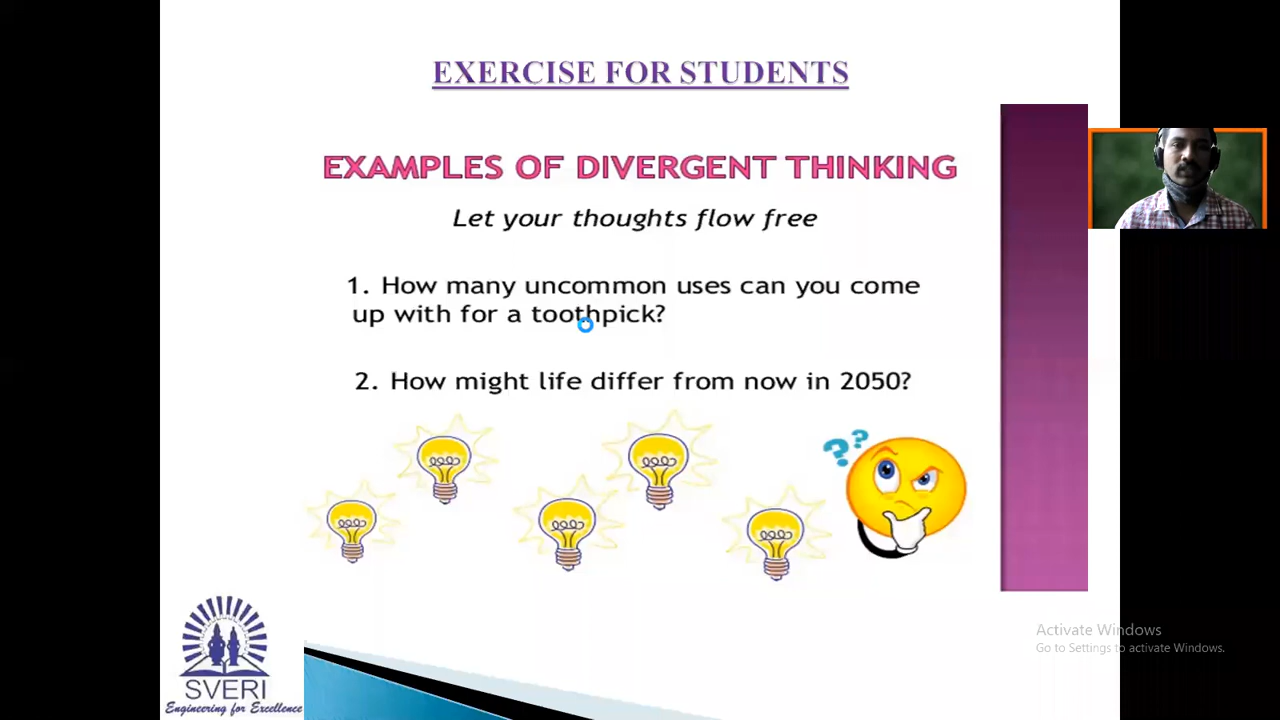 EXERCISE FOR STUDENTS
EXAMPLES OF DIVERGENT THINKING
Let your thoughts flow free
1. How many uncommon uses can you come
up with for a toothpick?
2. How might life differ from now in 2050?
??
SVERI
Engineering for Excellence
Activate Windows
Go to Settings to activate Windows.